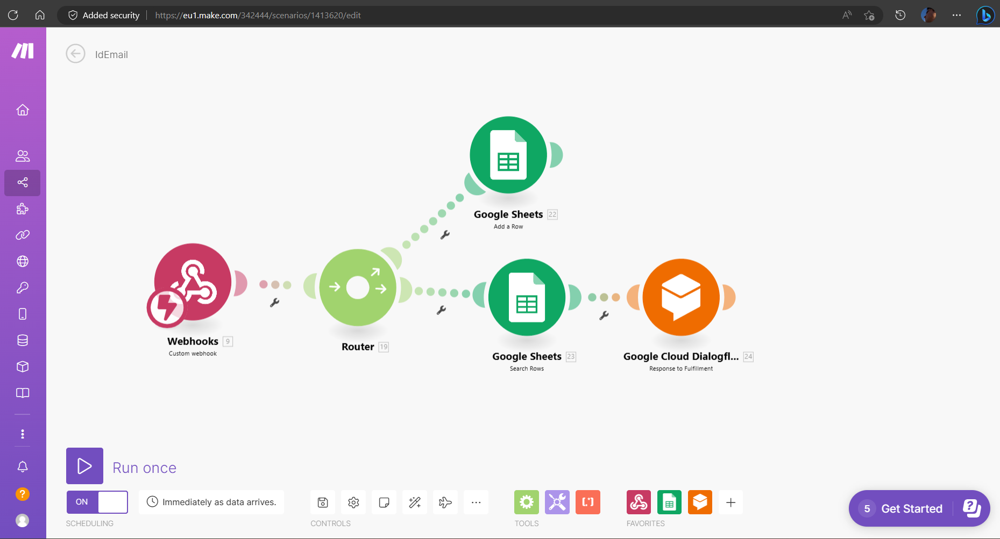 Added security
https://eu1.make.com/342444/scenarios/1413620/edit
IdEmail
Google Sheets 22
Add a Row
Webhooks 9
Custom webhook
Router 19
Google Sheets 23
Search Rows
Google Cloud Dialogfl... 24
Response to Fulfillment
Run once
ON
Immediately as data arrives.
SCHEDULING
CONTROLS
TOOLS
FAVORITES
5 Get Started